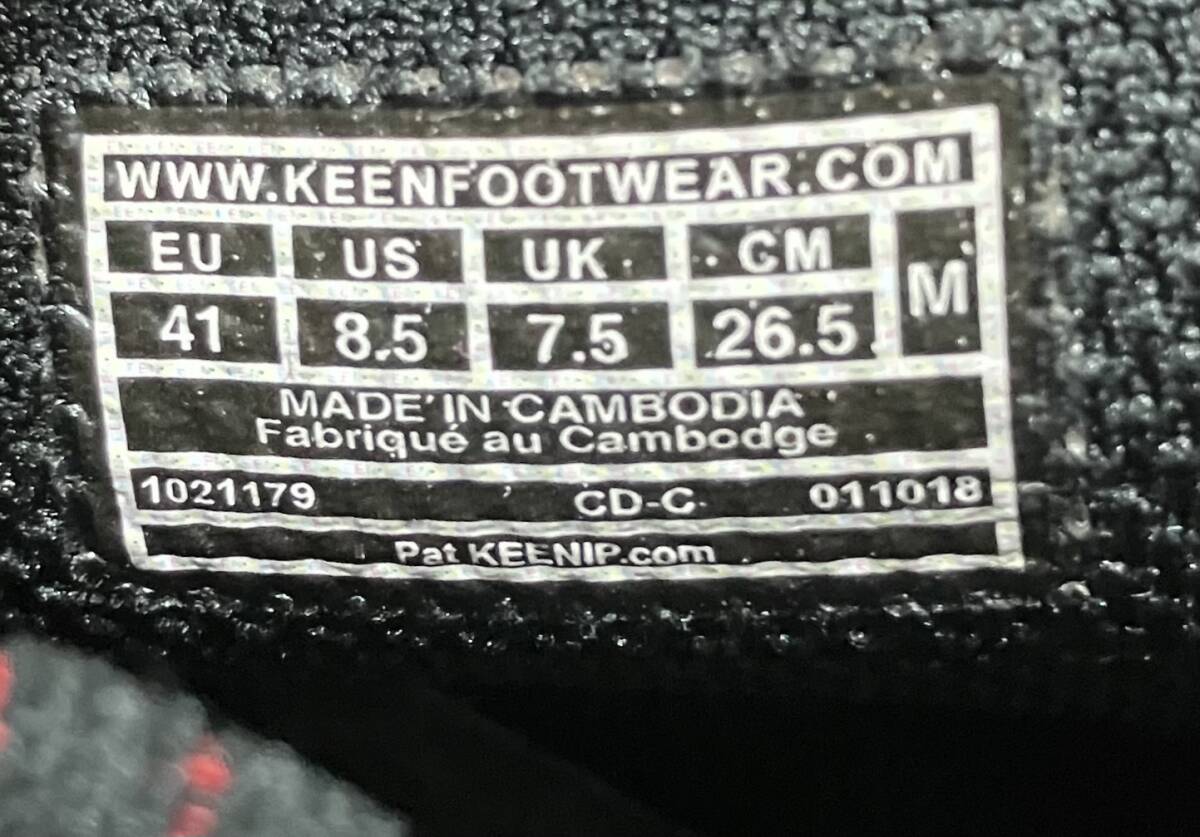 WWW.KEENFOOTWEAR.COM
EU US UK CM M
41 8.5 7.5 26.5
MADE IN CAMBODIA
Fabriqué au Cambodge
1021179 CD-C 011018
Pat KEENIP.com